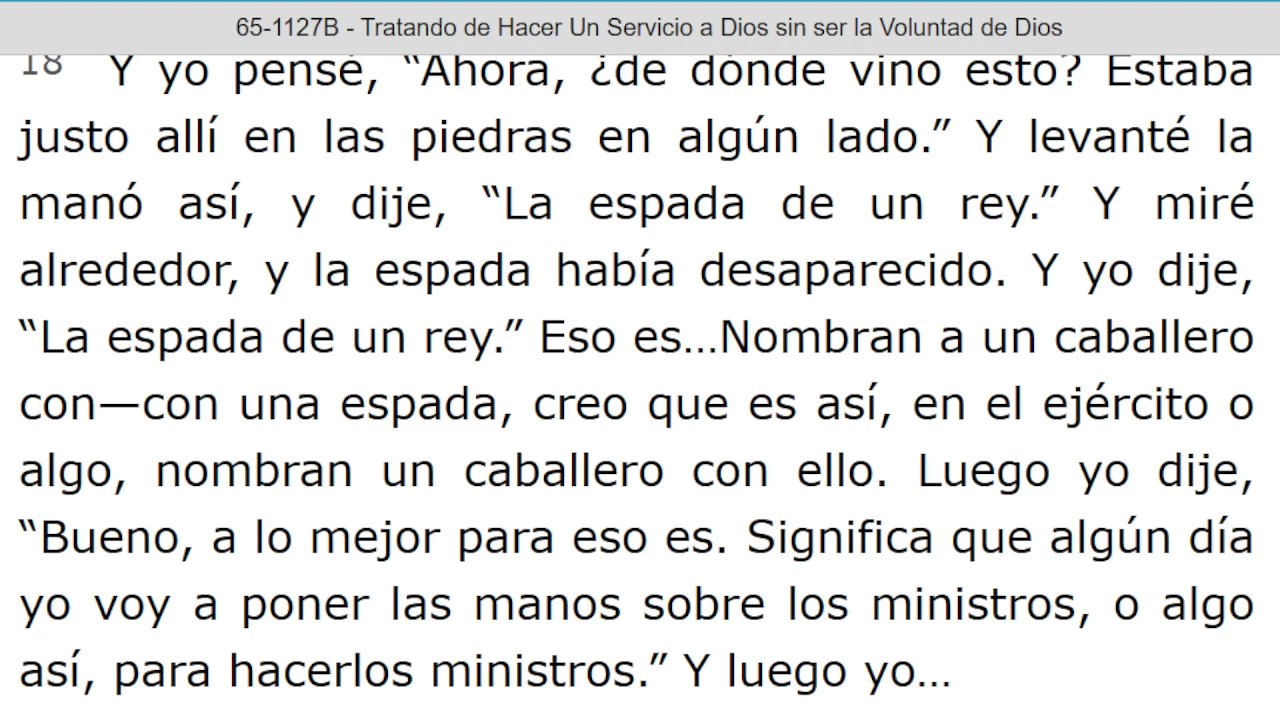 65-1127B - Tratando de Hacer Un Servicio a Dios sin ser la Voluntad de Dios
18 Y yo pensé, “Ahora, ¿de dónde vino esto? Estaba
justo allí en las piedras en algún lado.” Y levanté la
manó así, y dije, “La espada de un rey.” Y miré
alrededor, y la espada había desaparecido. Y yo dije,
“La espada de un rey.” Eso es...Nombran a un caballero
con—con una espada, creo que es así, en el ejército o
algo, nombran un caballero con ello. Luego yo dije,
“Bueno, a lo mejor para eso es. Significa que algún día
yo voy a poner las manos sobre los ministros, o algo
así, para hacerlos ministros.” Y luego yo...